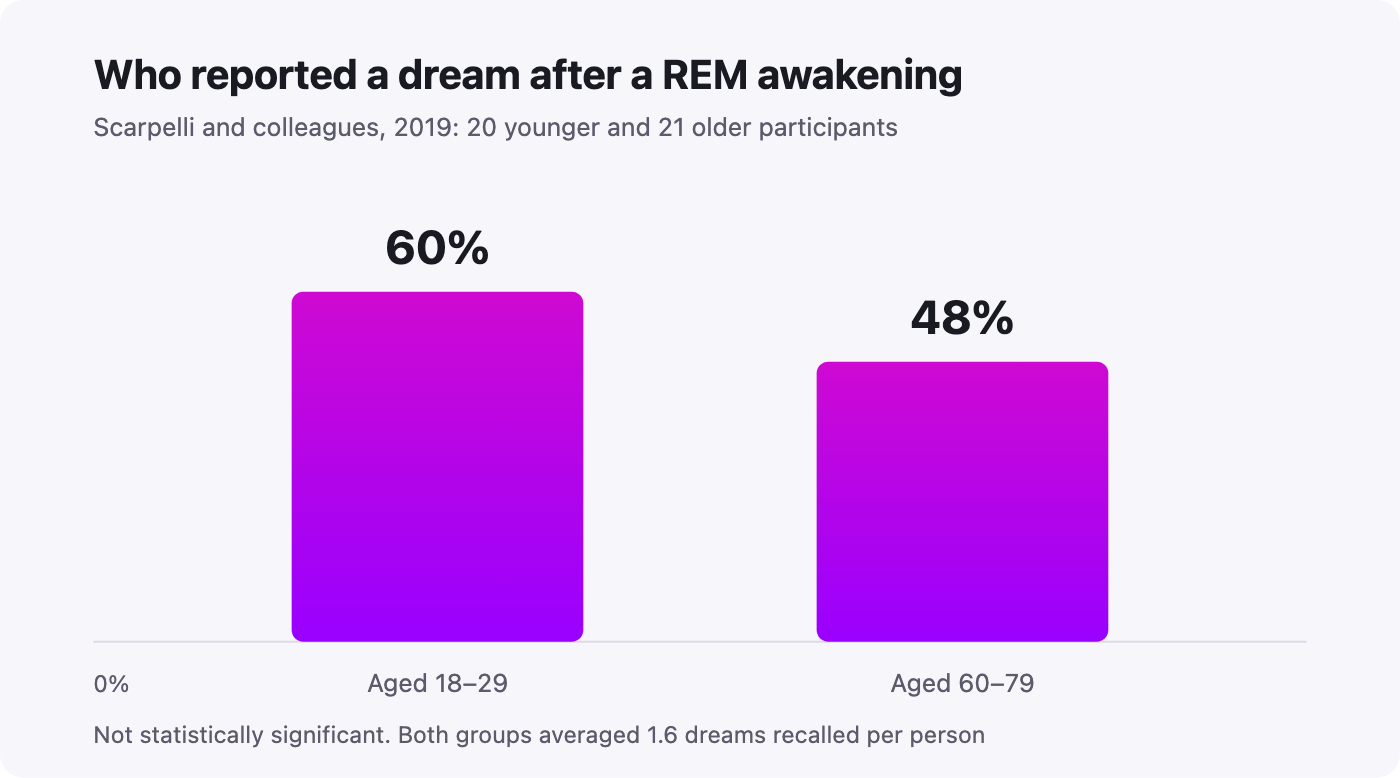 Who reported a dream after a REM awakening
Scarpelli and colleagues, 2019: 20 younger and 21 older participants
60%
48%
0%
Aged 18–29
Aged 60–79
Not statistically significant. Both groups averaged 1.6 dreams recalled per person